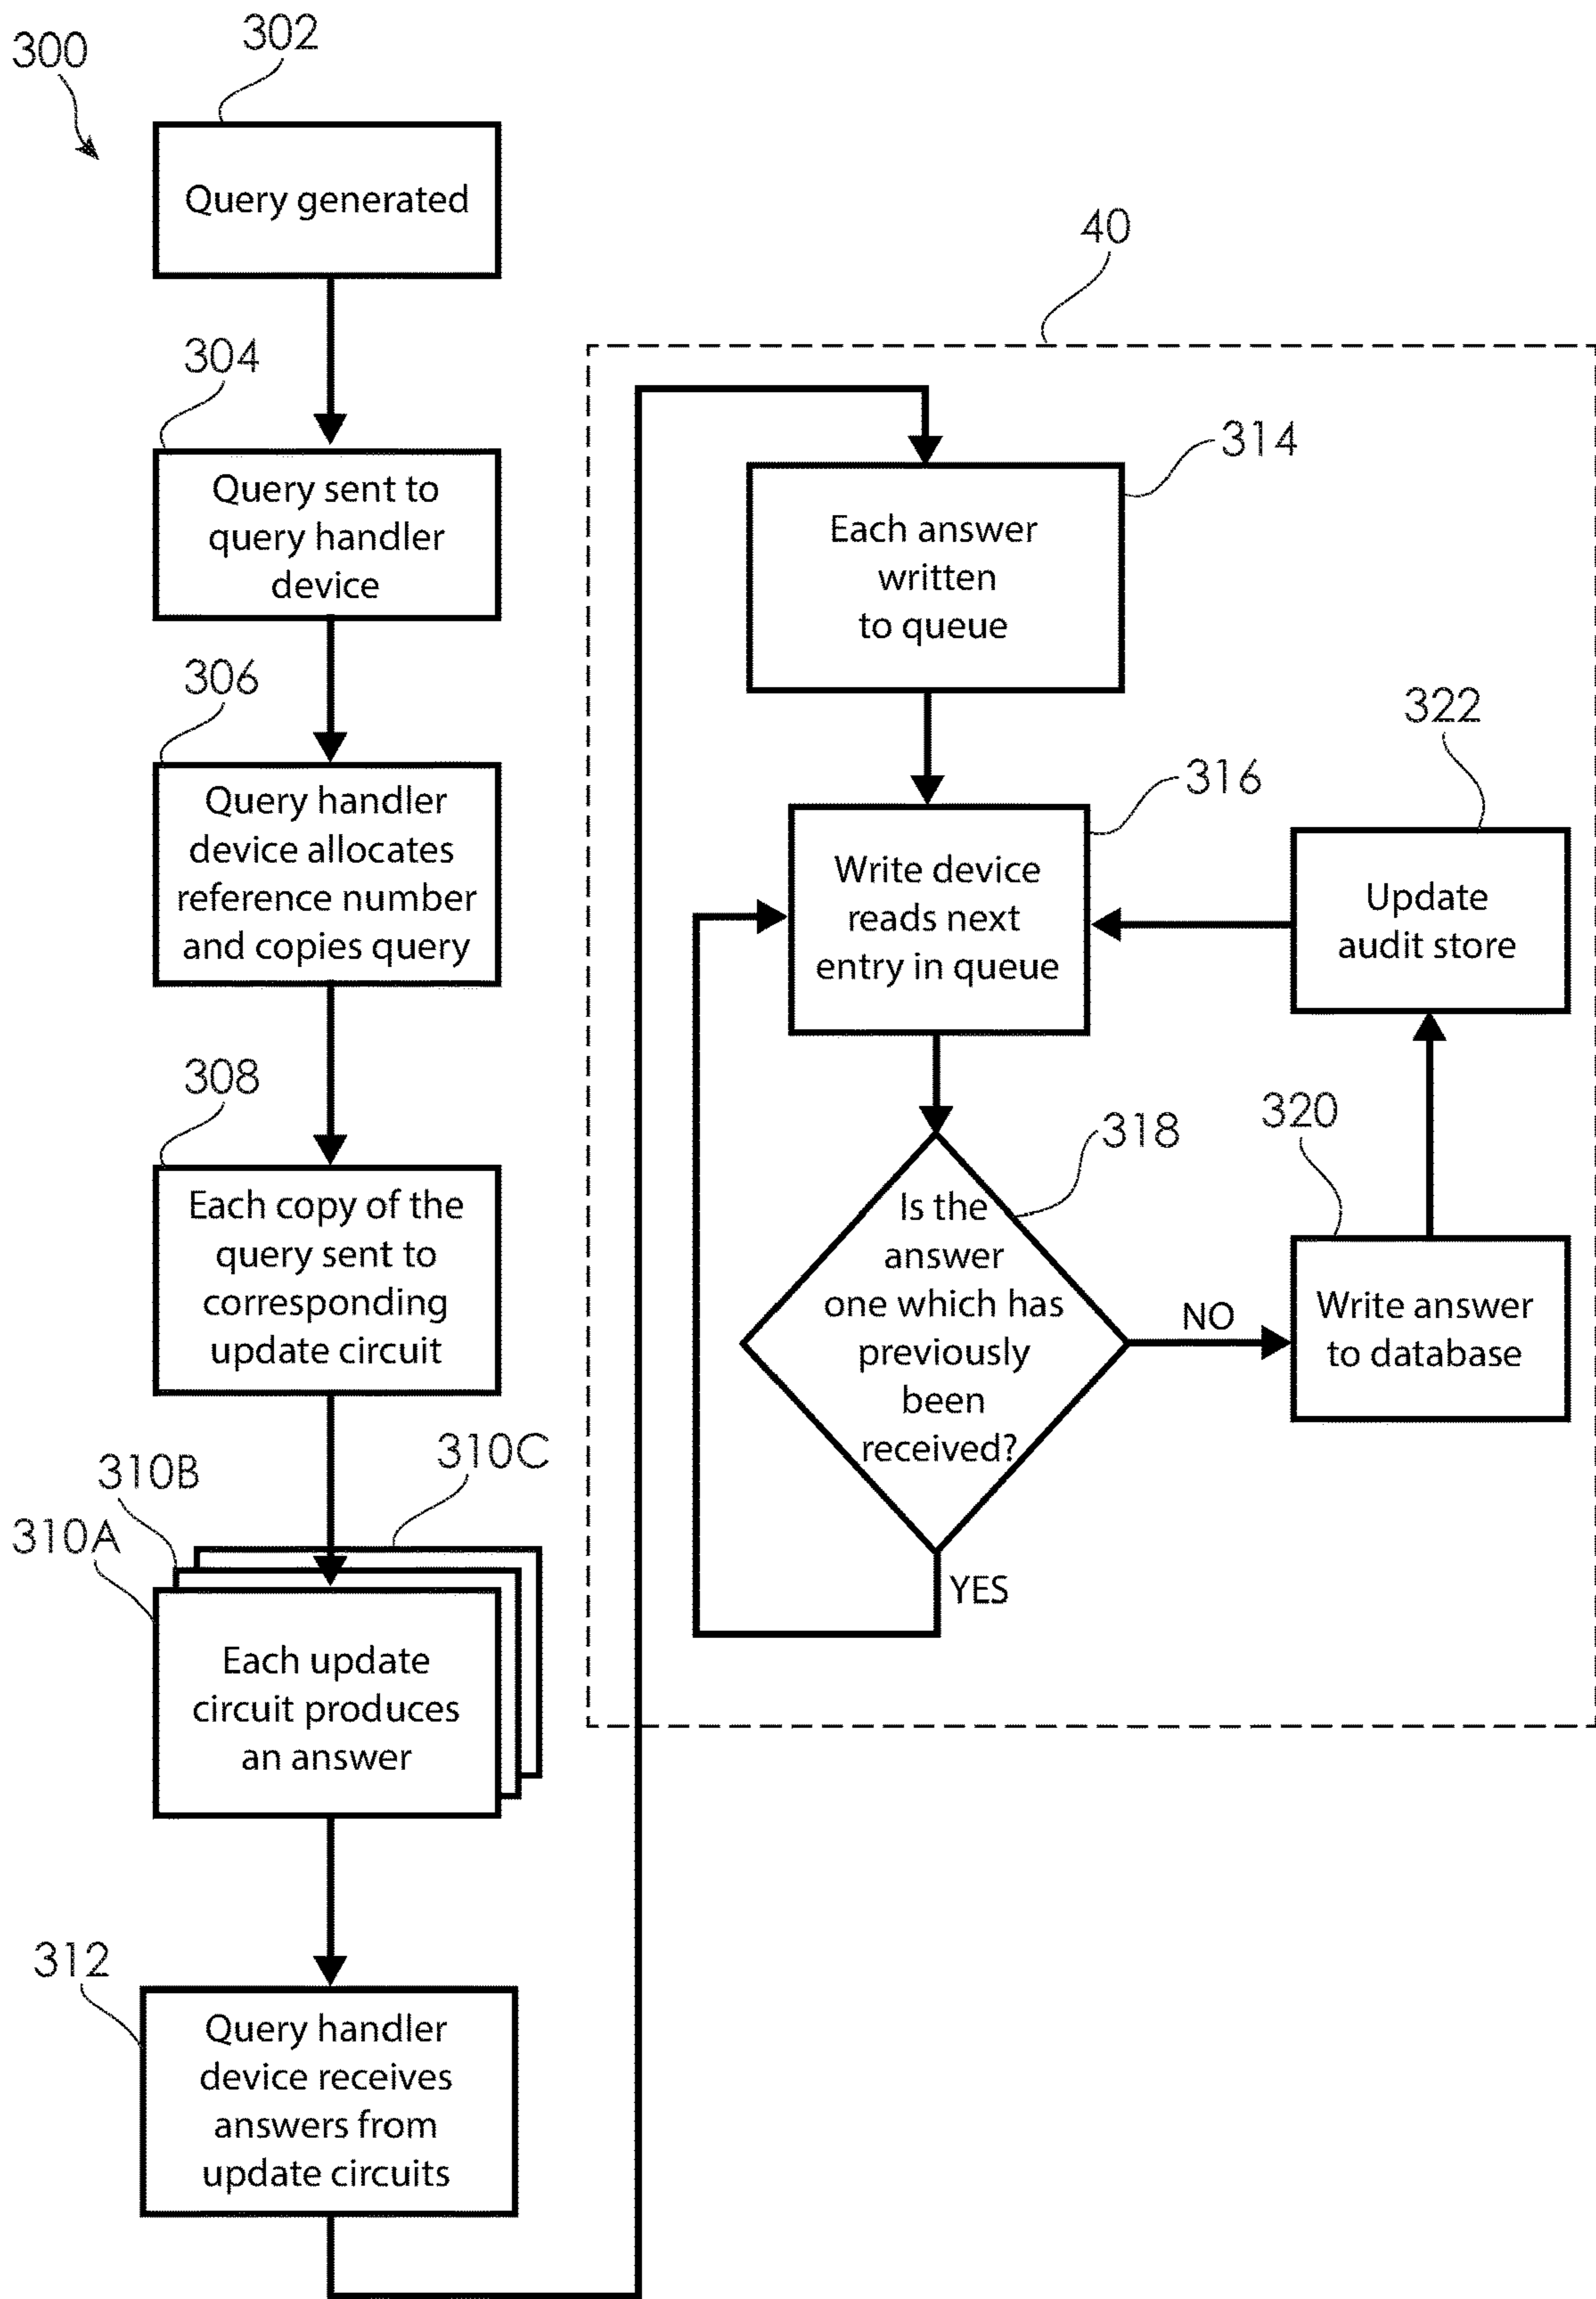 300
302
Query generated
304
Query sent to
query handler
device
306
Query handler
device allocates
reference number
and copies query
308
Each copy of the
query sent to
corresponding
update circuit
310C
310B
310A
Each update
circuit produces
an answer
312
Query handler
device receives
answers from
update circuits
40
314
Each answer
written
to queue
316
Write device
reads next
entry in queue
318
Is the
answer
one which has
previously
been
received?
YES
NO
320
Write answer
to database
322
Update
audit store